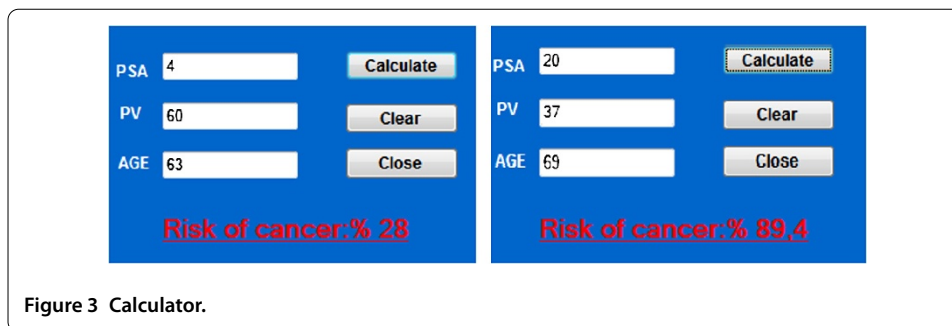 PSA 4 Calculate
PV 60 Clear
AGE 63 Close
Risk of cancer:% 28
PSA 20 Calculate
PV 37 Clear
AGE 69 Close
Risk of cancer:% 89,4
Figure 3 Calculator.